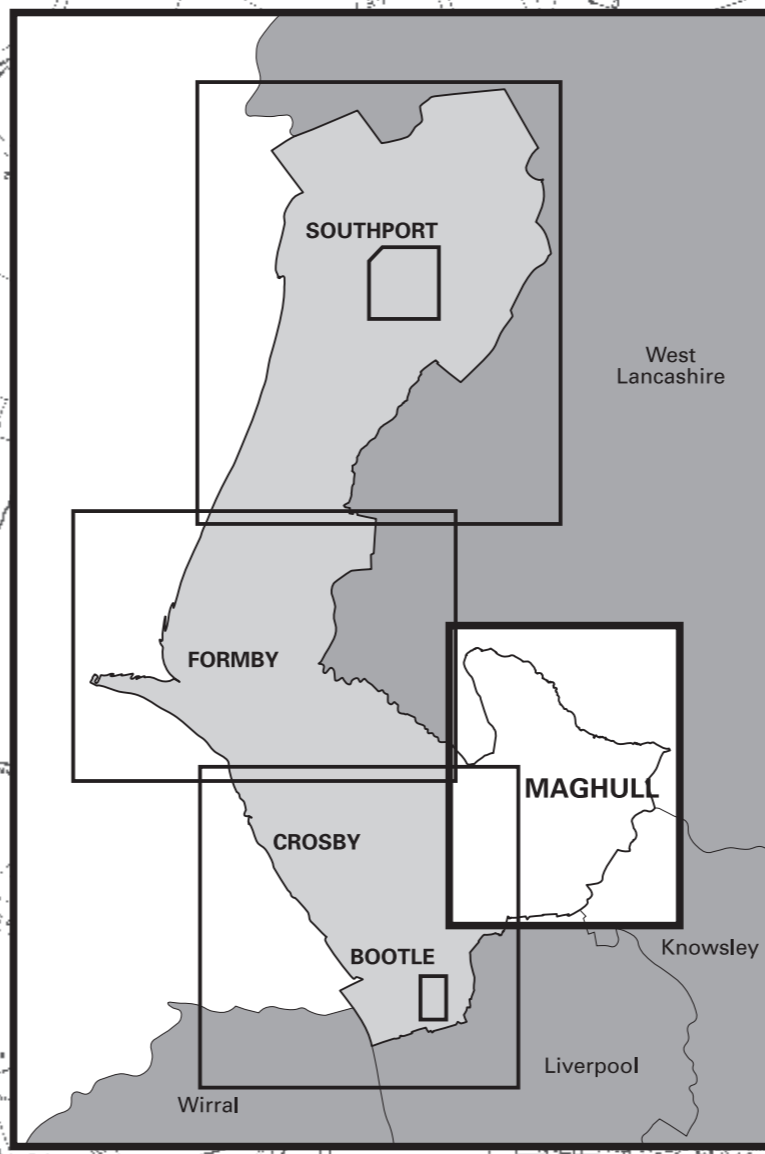 SOUTHPORT
West
Lancashire
FORMBY
MAGHULL
CROSBY
BOOTLE
Knowsley
Liverpool
Wirral